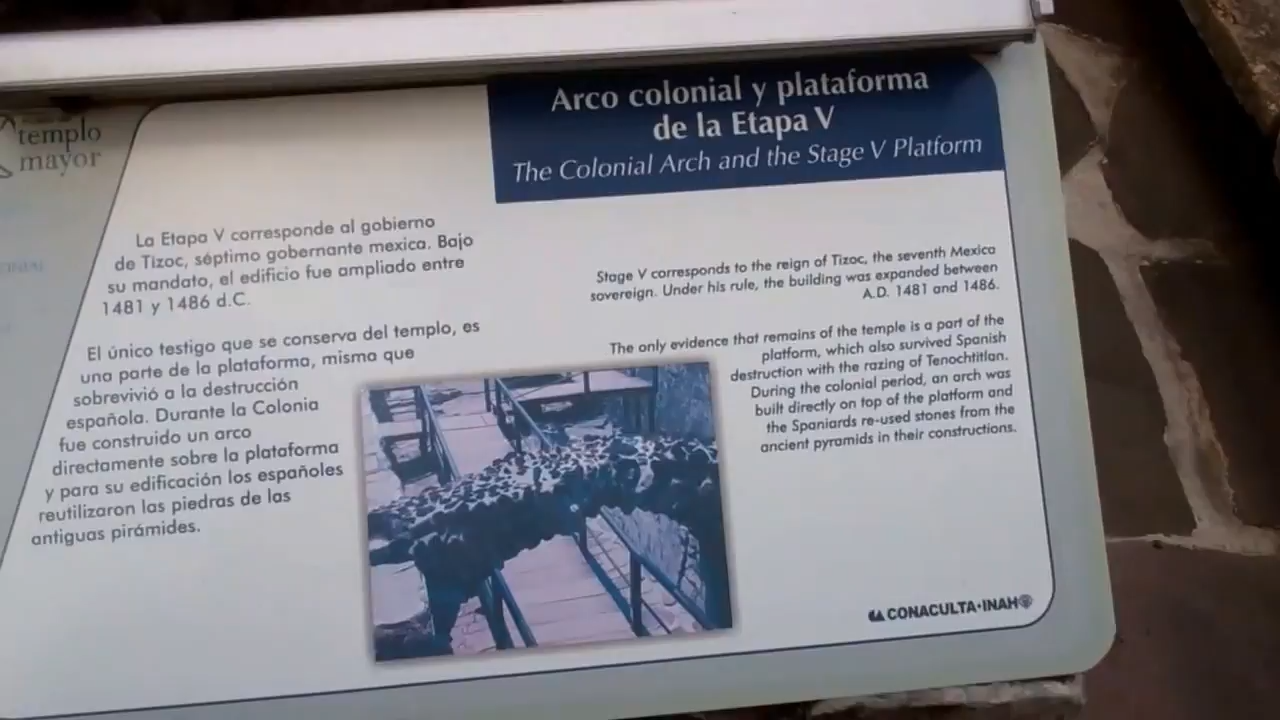 templo
mayor
Arco colonial y plataforma
de la Etapa V
The Colonial Arch and the Stage V Platform
La Etapa V corresponde al gobierno
de Tizoc, séptimo gobernante mexica. Bajo
su mandato, el edificio fue ampliado entre
1481 y 1486 d.C.
El único testigo que se conserva del templo, es
una parte de la plataforma, misma que
sobrevivió a la destrucción
española. Durante la Colonia
fue construido un arco
directamente sobre la plataforma
y para su edificación los españoles
reutilizaron las piedras de las
antiguas pirámides.
Stage V corresponds to the reign of Tizoc, the seventh Mexica
sovereign. Under his rule, the building was expanded between
A.D. 1481 and 1486.
The only evidence that remains of the temple is a part of the
platform, which also survived Spanish
destruction with the razing of Tenochtitlan.
During the colonial period, an arch was
built directly on top of the platform and
the Spaniards re-used stones from the
ancient pyramids in their constructions.
CONACULTA•INAH